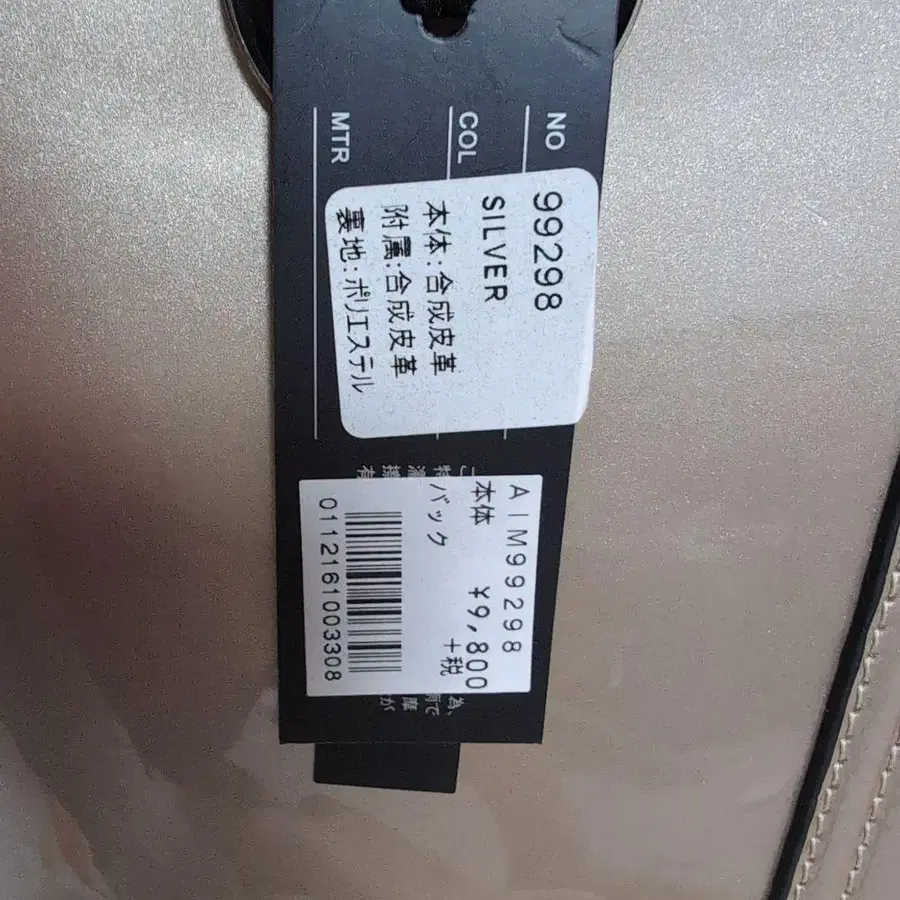 NO
99298
COL
SILVER
MTR
本体:合成皮革
附属:合成皮革
裏地:ポリエステル
AIM99298
本体 ¥9,800
+税
バック
0112161003308